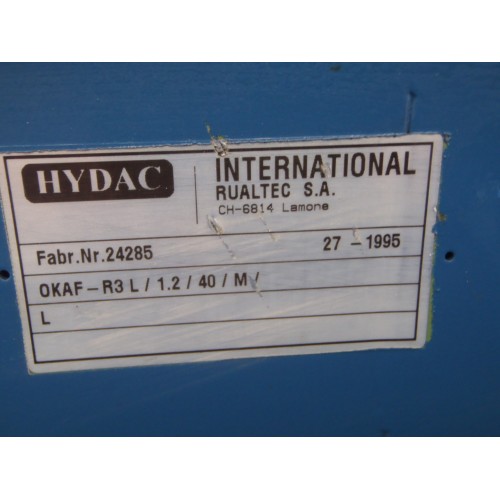 HYDAC
INTERNATIONAL
RUALTEC S.A.
CH-6814 Lamone
Fabr.Nr.24285 27 - 1995
OKAF - R3 L / 1.2 / 40 / M /
L